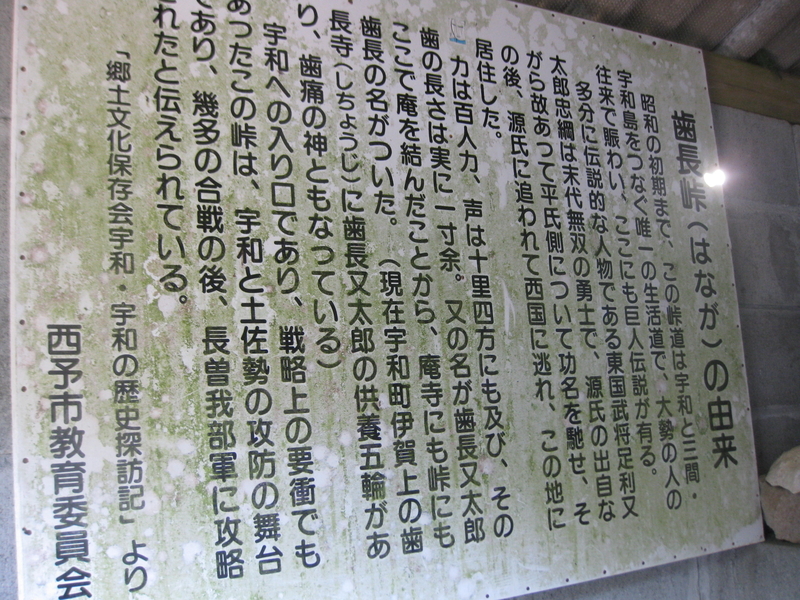 歯長峠(はなが)の由来
昭和の初期まで、この峠道は宇和と三間・
宇和島をつなぐ唯一の生活道で、大勢の人の
往来で賑わい、ここにも巨人伝説が有る。
多分に伝説的な人物である東国武将足利又
太郎忠綱は末代無双の勇士で、源氏の出自な
がら故あって平氏側について功名を馳せ、そ
の後、源氏に追われて西国に逃れ、この地に
居住した。
力は百人力、声は十里四方にも及び、その
歯の長さは実に一寸余。又の名が歯長又太郎
ここで庵を結んだことから、庵寺にも峠にも
歯長の名がついた。(現在宇和町伊賀上の歯
長寺(しちょうじ)に歯長又太郎の供養五輪があ
り、歯痛の神ともなっている)
宇和への入り口であり、戦略上の要衝でも
あったこの峠は、宇和と土佐勢の攻防の舞台
であり、幾多の合戦の後、長曽我部軍に攻略
されたと伝えられている。
「郷土文化保存会宇和・宇和の歴史探訪記」より
西予市教育委員会